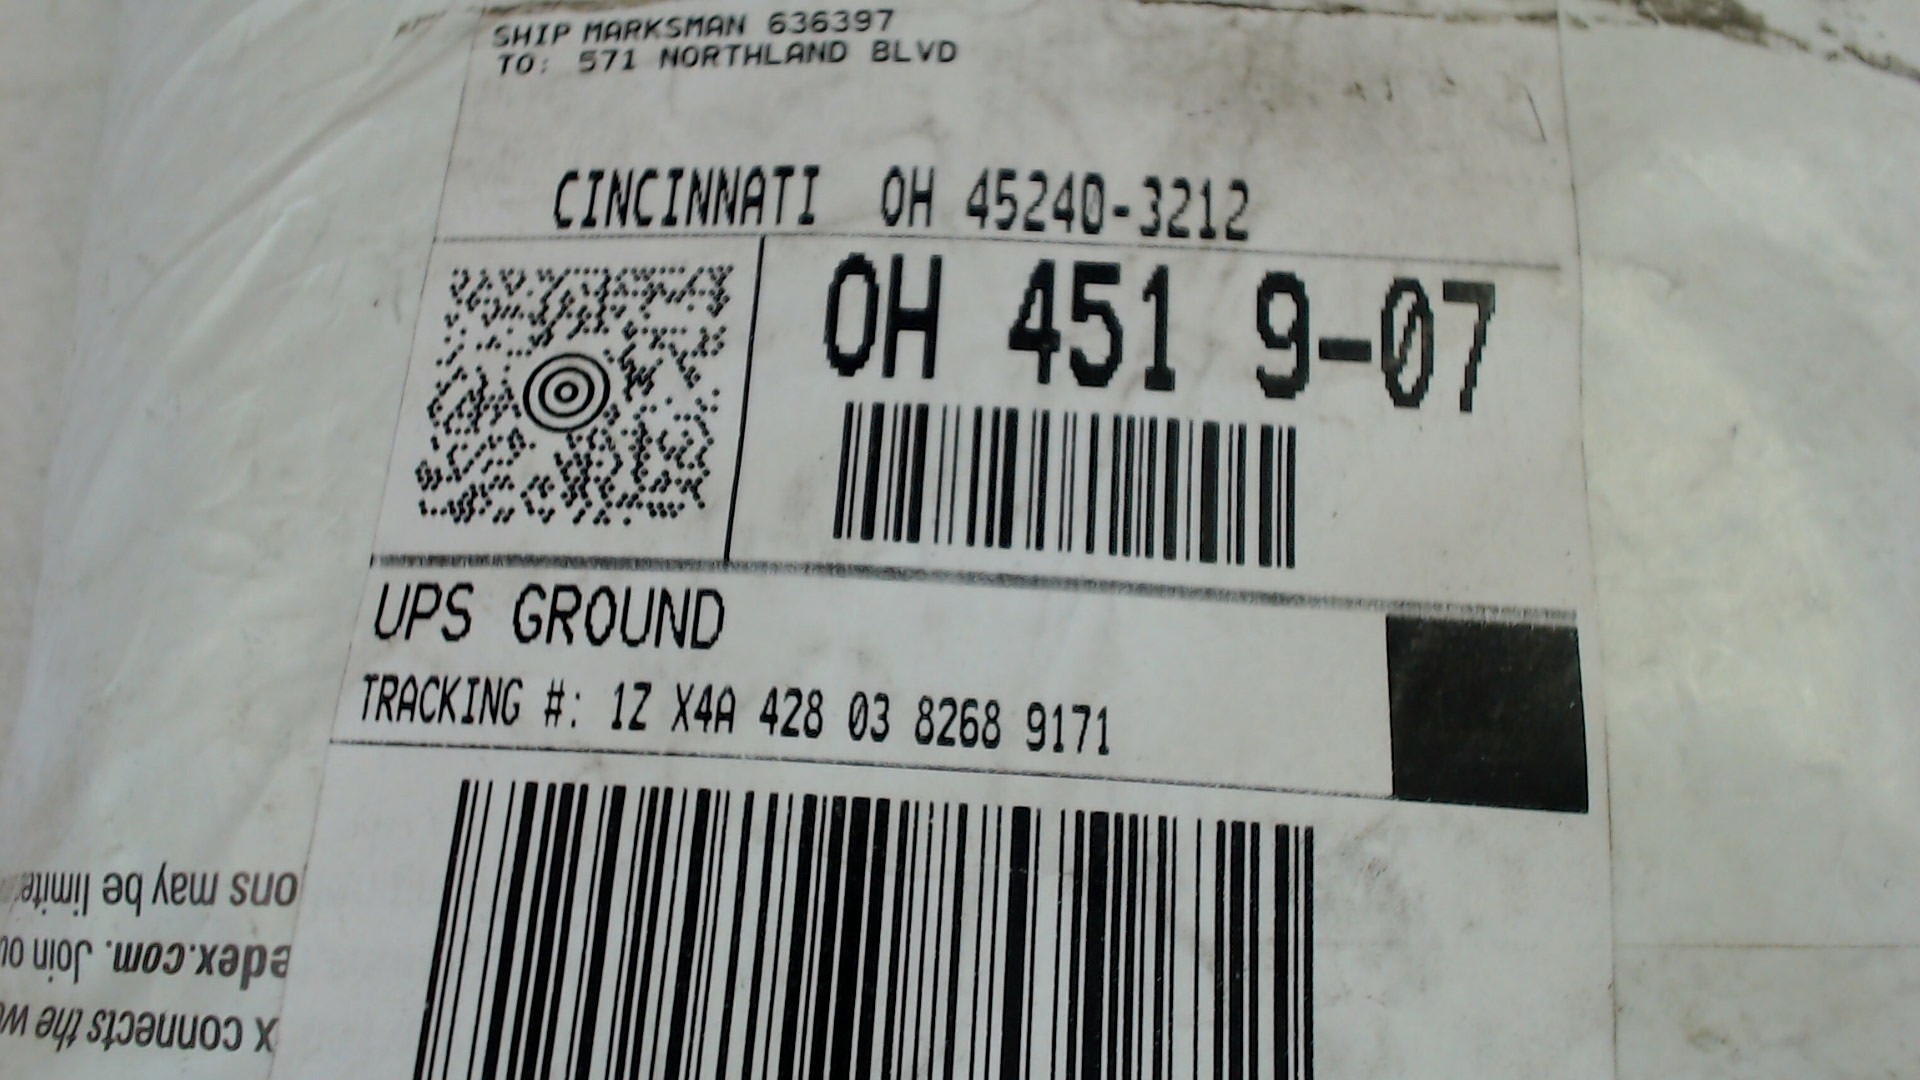 SHIP MARKSMAN 636397
TO: 571 NORTHLAND BLVD
CINCINNATI OH 45240-3212
OH 451 9-07
UPS GROUND
TRACKING #: 1Z X4A 428 03 8268 9171
ons may be limite
edex.com. Join ou
x connects the w